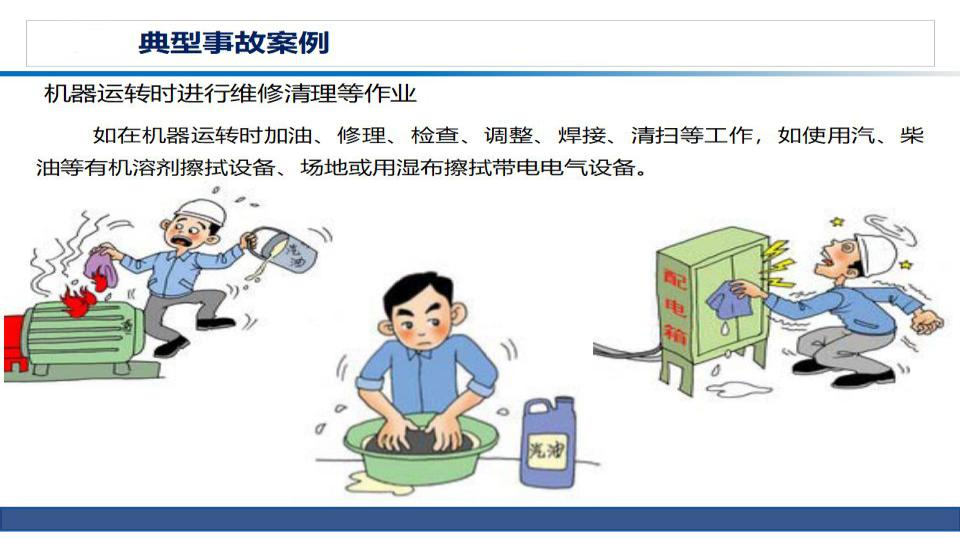 典型事故案例
机器运转时进行维修清理等作业
如在机器运转时加油、修理、检查、调整、焊接、清扫等工作，如使用汽、柴
油等有机溶剂擦拭设备、场地或用湿布擦拭带电电气设备。
汽油
汽油
配电箱